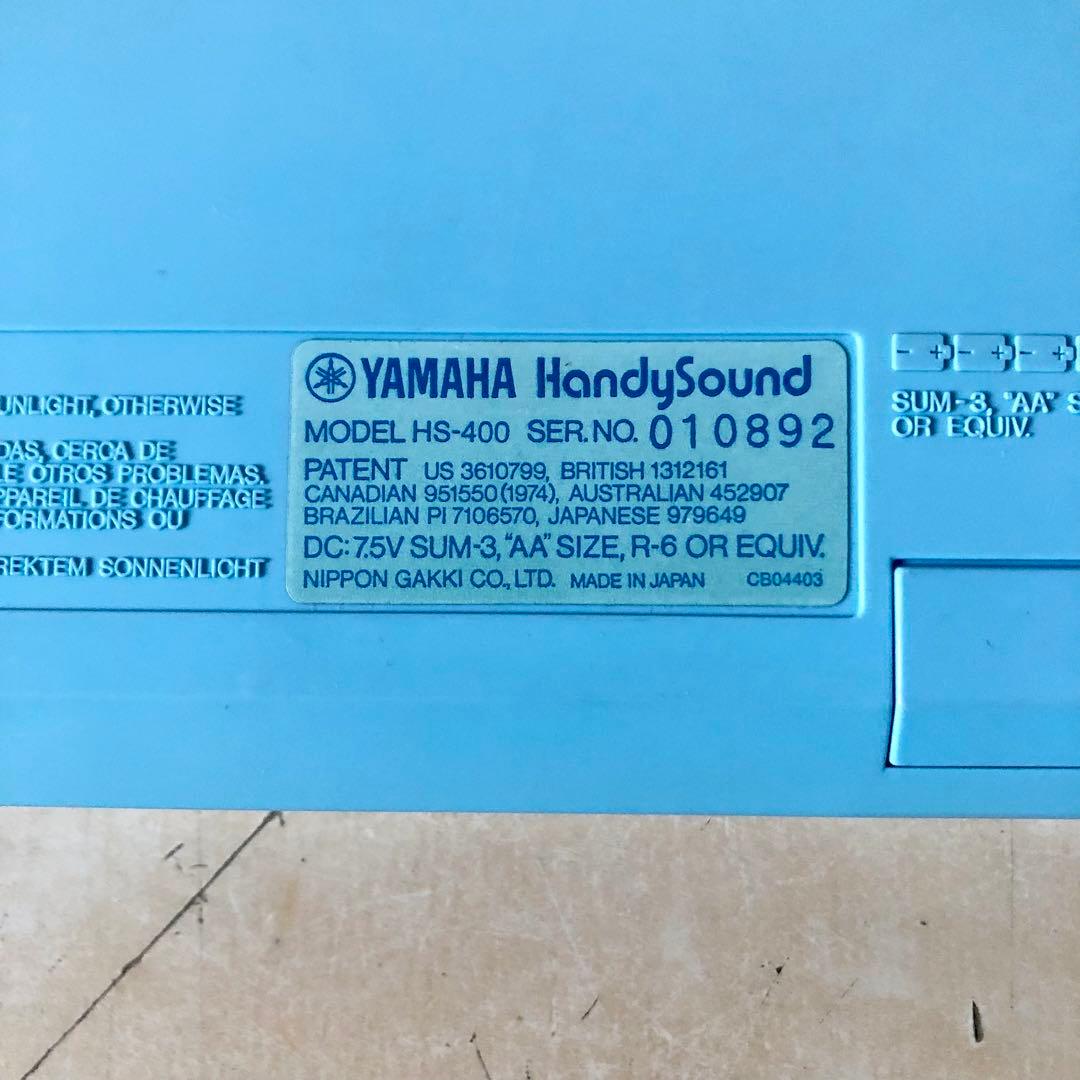 UNLIGHT, OTHERWISE
DAS, CERCA DE
LE OTROS PROBLEMAS.
PPAREIL DE CHAUFFAGE
FORMATIONS OU
REKTEM SONNENLICHT
YAMAHA HandySound
MODEL HS-400 SER. NO. 010892
PATENT US 3610799, BRITISH 1312161
CANADIAN 951550 (1974), AUSTRALIAN 452907
BRAZILIAN PI 7106570, JAPANESE 979649
DC: 7.5V SUM-3, "AA" SIZE, R-6 OR EQUIV.
NIPPON GAKKI CO., LTD. MADE IN JAPAN CB04403
- + - + - +
SUM-3, "AA" S
OR EQUIV.